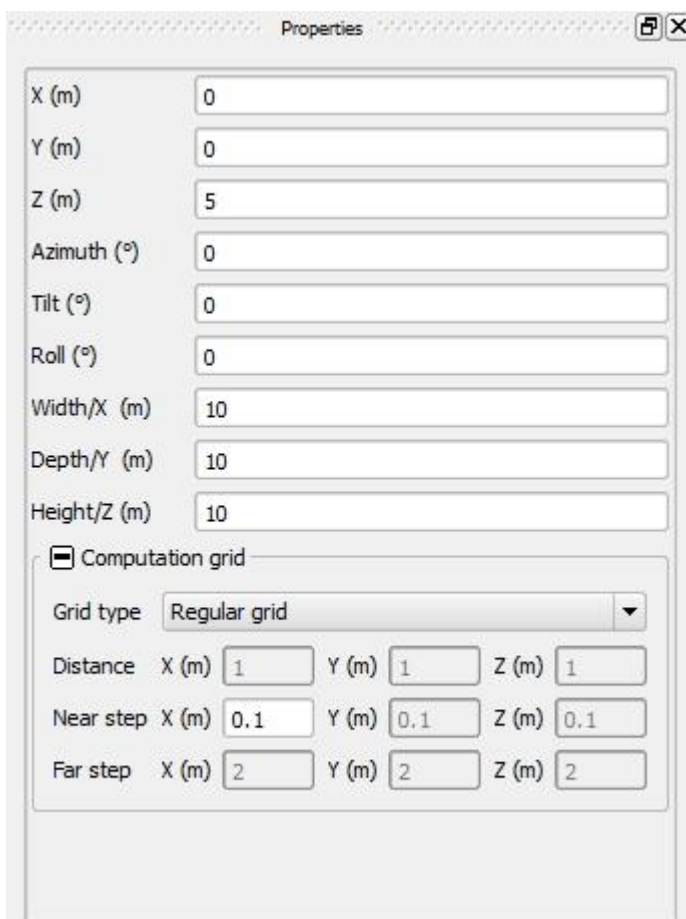 Properties
X (m) 0
Y (m) 0
Z (m) 5
Azimuth (º) 0
Tilt (º) 0
Roll (º) 0
Width/X (m) 10
Depth/Y (m) 10
Height/Z (m) 10
Computation grid
Grid type Regular grid
Distance X (m) 1 Y (m) 1 Z (m) 1
Near step X (m) 0.1 Y (m) 0.1 Z (m) 0.1
Far step X (m) 2 Y (m) 2 Z (m) 2